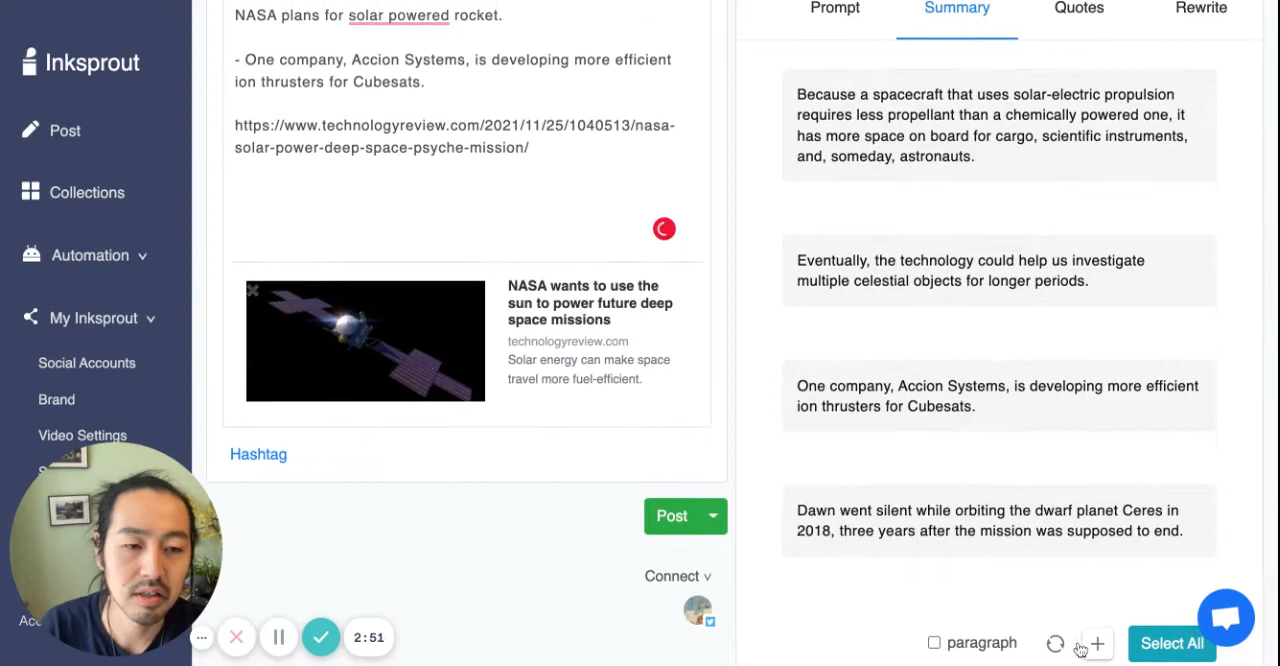 Inksprout
Post
Collections
Automation
My Inksprout
Social Accounts
Brand
Video Settings
NASA plans for solar powered rocket.
- One company, Accion Systems, is developing more efficient
ion thrusters for Cubesats.
https://www.technologyreview.com/2021/11/25/1040513/nasa-
solar-power-deep-space-psyche-mission/
NASA wants to use the
sun to power future deep
space missions
technologyreview.com
Solar energy can make space
travel more fuel-efficient.
Hashtag
Post
Connect
2:51
Prompt
Summary
Quotes
Rewrite
Because a spacecraft that uses solar-electric propulsion
requires less propellant than a chemically powered one, it
has more space on board for cargo, scientific instruments,
and, someday, astronauts.
Eventually, the technology could help us investigate
multiple celestial objects for longer periods.
One company, Accion Systems, is developing more efficient
ion thrusters for Cubesats.
Dawn went silent while orbiting the dwarf planet Ceres in
2018, three years after the mission was supposed to end.
paragraph
Select All